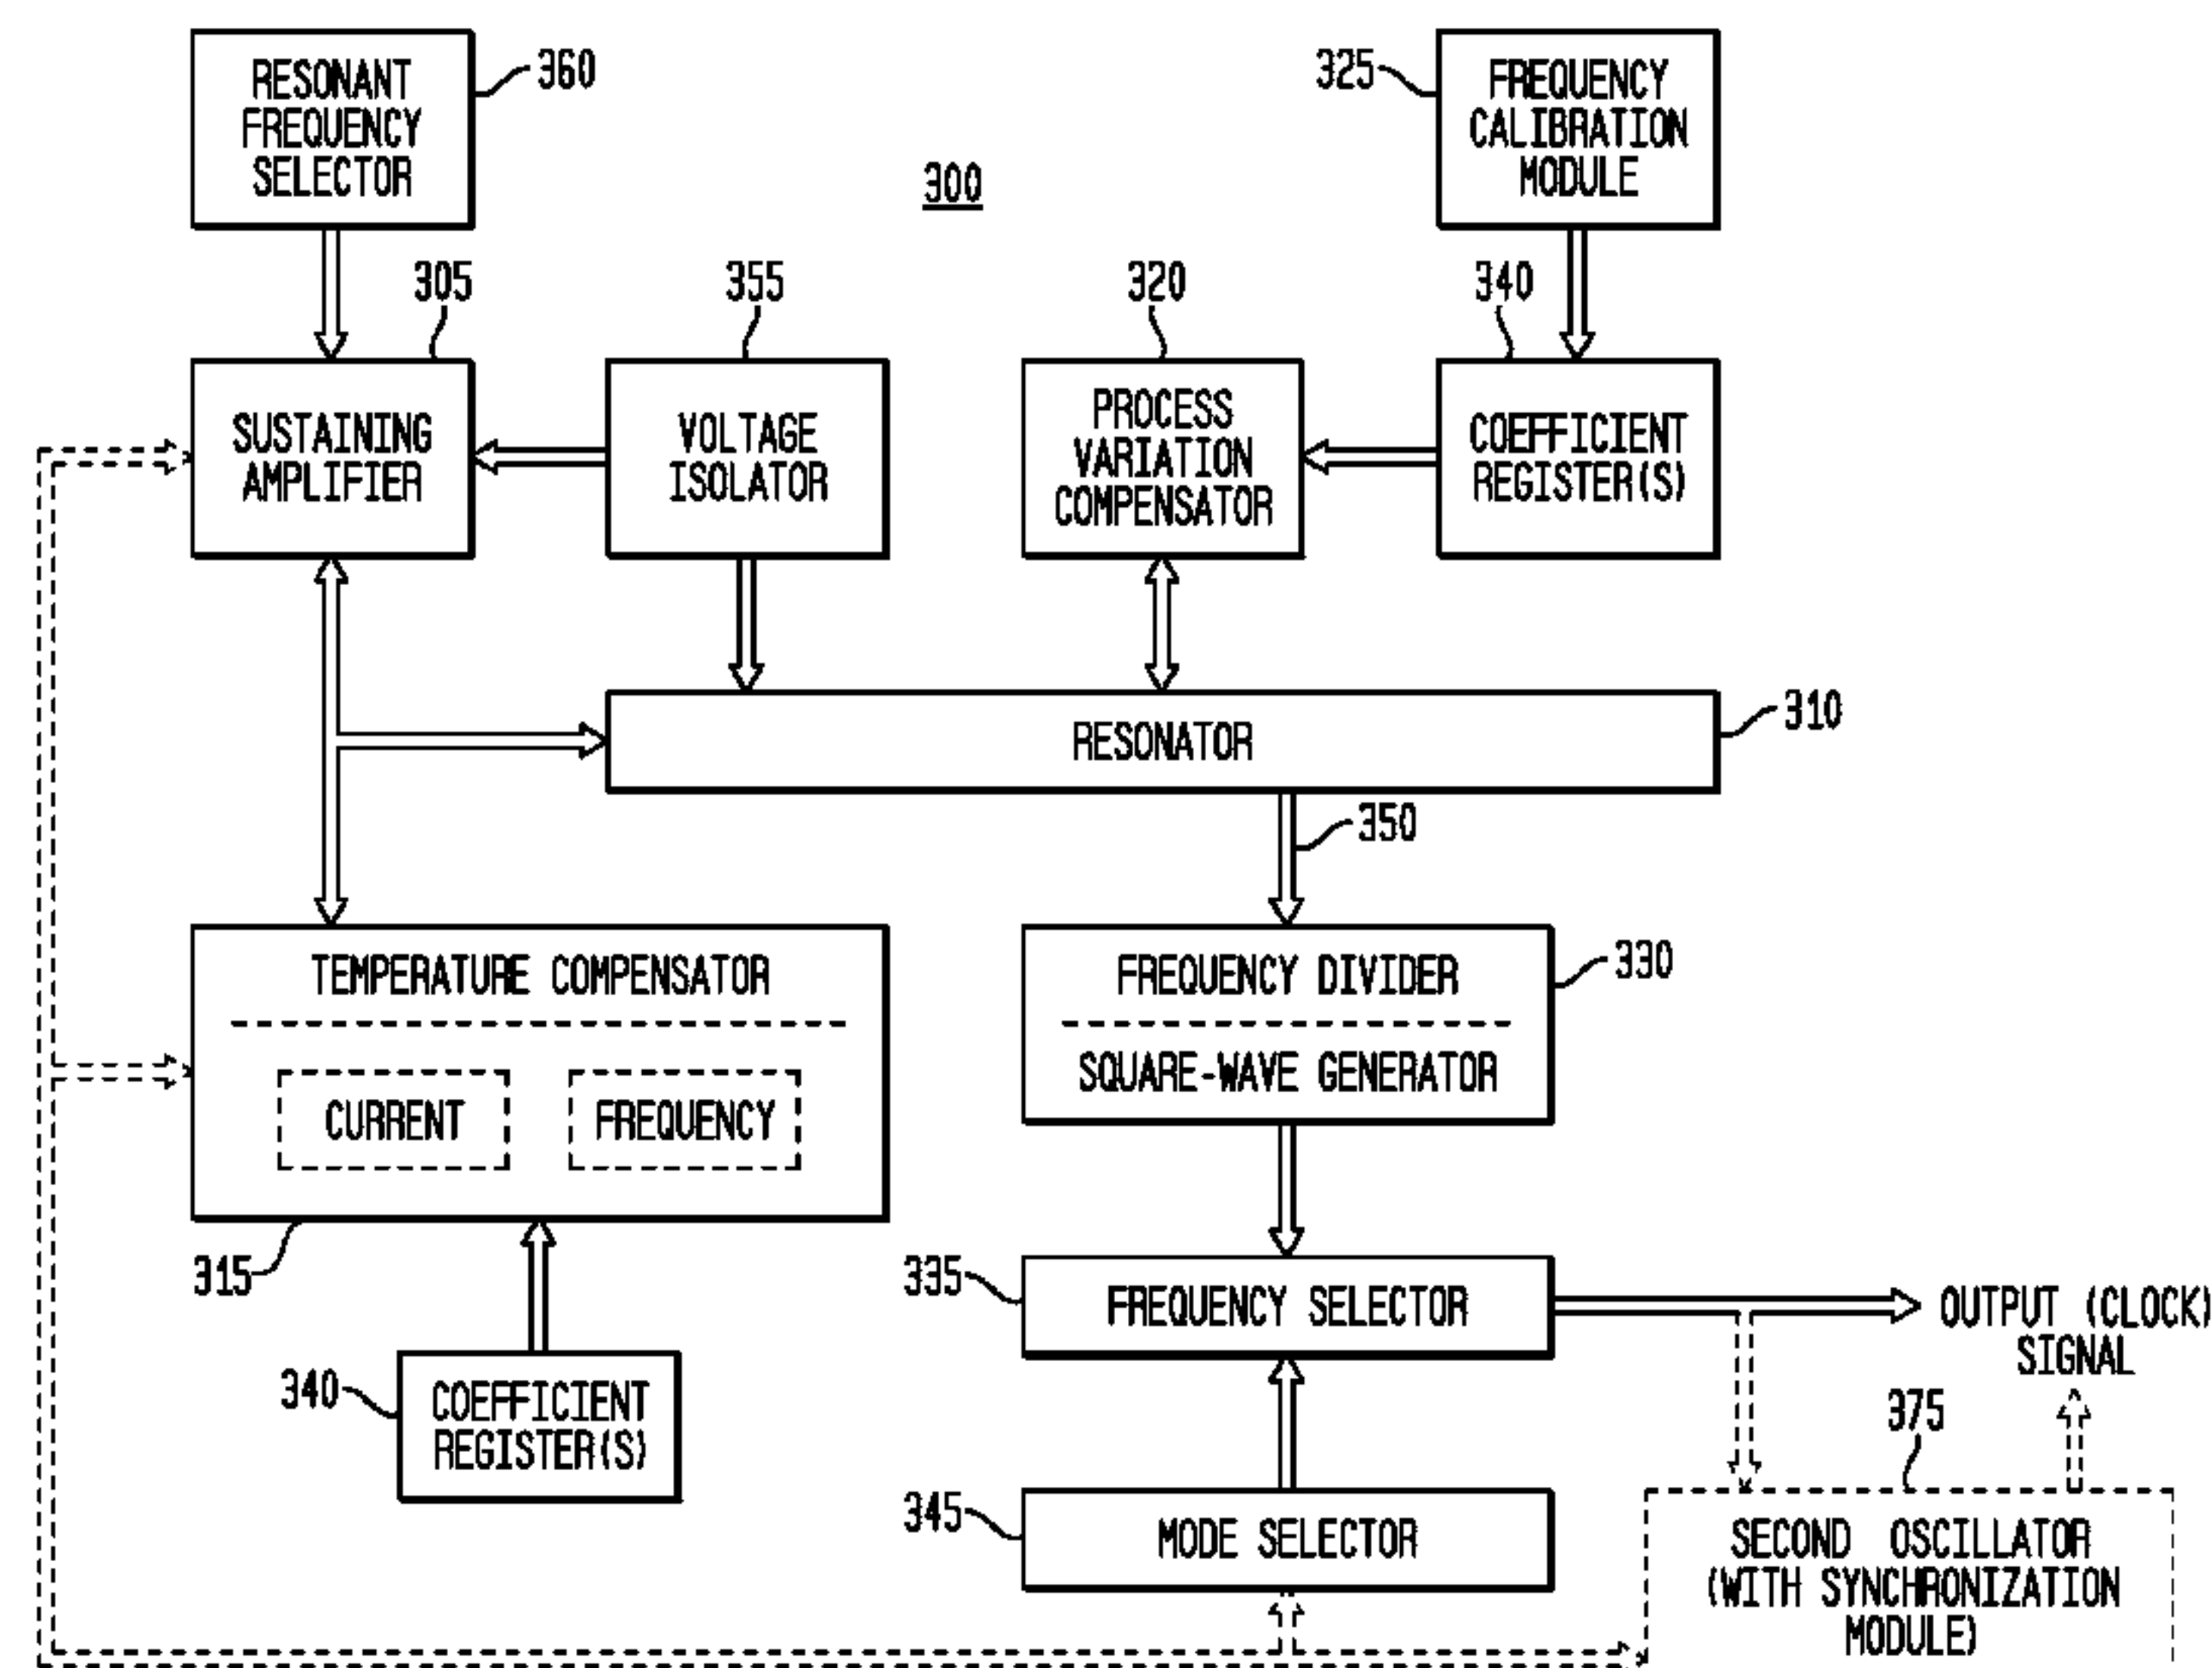 RESONANT
FREQUENCY
SELECTOR
360
325
FREQUENCY
CALIBRATION
MODULE
300
305
355
320
340
SUSTAINING
AMPLIFIER
VOLTAGE
ISOLATOR
PROCESS
VARIATION
COMPENSATOR
COEFFICIENT
REGISTER(S)
RESONATOR
310
350
TEMPERATURE COMPENSATOR
CURRENT
FREQUENCY
FREQUENCY DIVIDER
SQUARE-WAVE GENERATOR
330
315
335
FREQUENCY SELECTOR
OUTPUT (CLOCK)
SIGNAL
340
COEFFICIENT
REGISTER(S)
375
345
MODE SELECTOR
SECOND OSCILLATOR
(WITH SYNCHRONIZATION
MODULE)